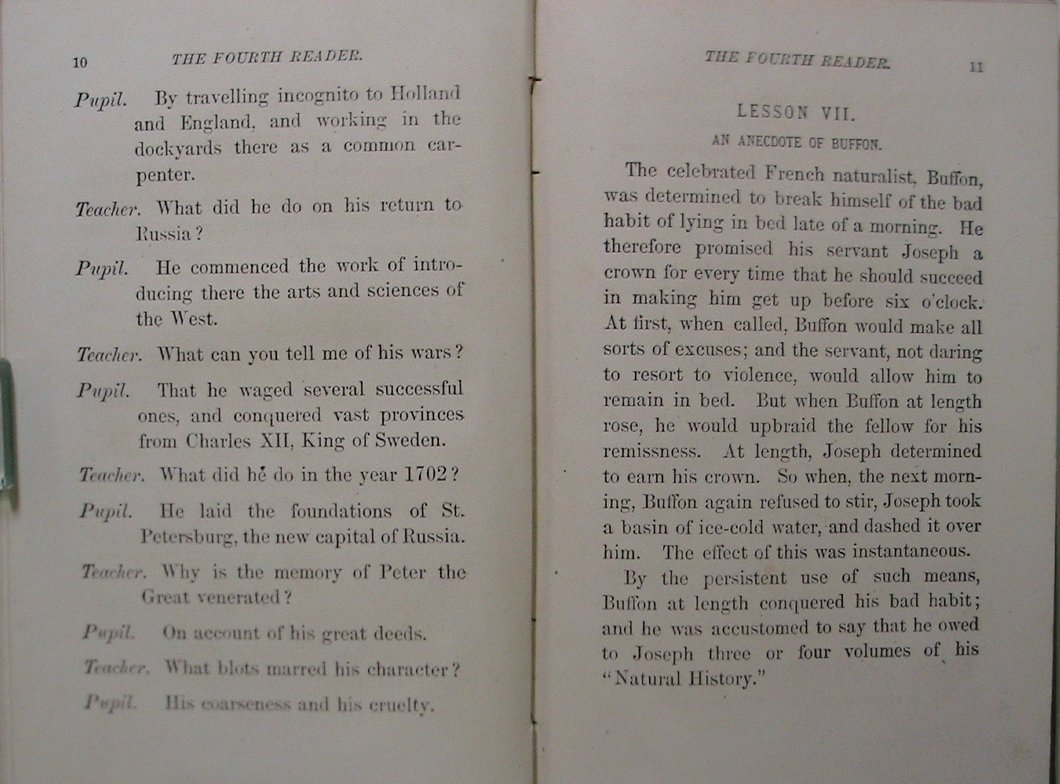 10 THE FOURTH READER.
Pupil. By travelling incognito to Holland
and England, and working in the
dockyards there as a common car-
penter.
Teacher. What did he do on his return to
Russia?
Pupil. He commenced the work of intro-
ducing there the arts and sciences of
the West.
Teacher. What can you tell me of his wars?
Pupil. That he waged several successful
ones, and conquered vast provinces
from Charles XII, King of Sweden.
Teacher. What did he do in the year 1702?
Pupil. He laid the foundations of St.
Petersburg, the new capital of Russia.
Teacher. Why is the memory of Peter the
Great venerated?
Pupil. On account of his great deeds.
Teacher. What blots marred his character?
Pupil. His coarseness and his cruelty.
THE FOURTH READER. 11
LESSON VII.
AN ANECDOTE OF BUFFON.
The celebrated French naturalist, Buffon,
was determined to break himself of the bad
habit of lying in bed late of a morning. He
therefore promised his servant Joseph a
crown for every time that he should succeed
in making him get up before six o'clock.
At first, when called, Buffon would make all
sorts of excuses; and the servant, not daring
to resort to violence, would allow him to
remain in bed. But when Buffon at length
rose, he would upbraid the fellow for his
remissness. At length, Joseph determined
to earn his crown. So when, the next morn-
ing, Buffon again refused to stir, Joseph took
a basin of ice-cold water, and dashed it over
him. The effect of this was instantaneous.
By the persistent use of such means,
Buffon at length conquered his bad habit;
and he was accustomed to say that he owed
to Joseph three or four volumes of his
"Natural History."